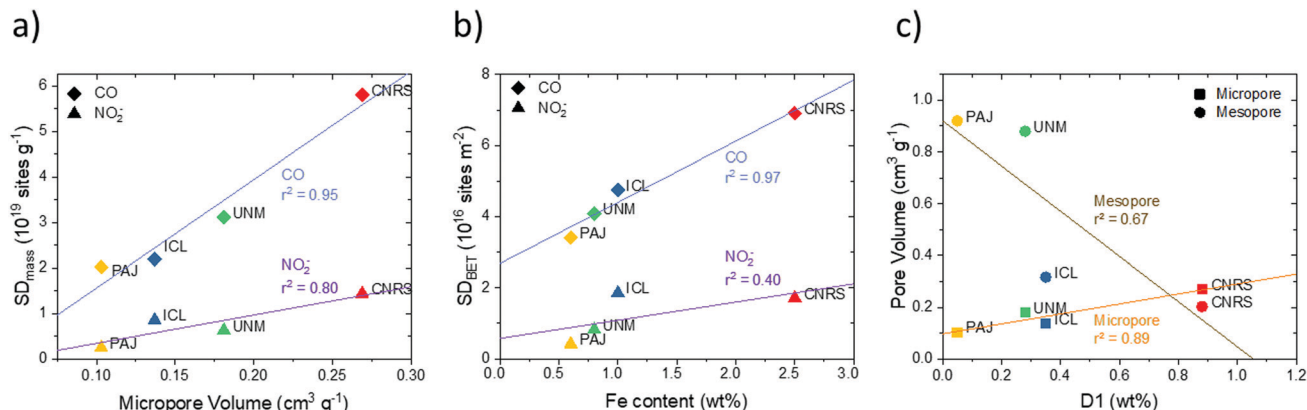 a)
CO
NO₂⁻
CNRS
CO
r² = 0.95
UNM
ICL
PAJ
NO₂⁻
r² = 0.80
CNRS
ICL
UNM
PAJ
SD_mass (10¹⁹ sites m g⁻¹)
0 1 2 3 4 5 6
0.10 0.15 0.20 0.25 0.30
Micropore Volume (cm³ g⁻¹)
b)
CO
NO₂⁻
CNRS
CO
r² = 0.97
ICL
UNM
PAJ
NO₂⁻
r² = 0.40
ICL
CNRS
UNM
PAJ
SD_BET (10¹⁶ sites m⁻²)
0 2 4 6 8
0.0 0.5 1.0 1.5 2.0 2.5 3.0
Fe content (wt%)
c)
Micropore
Mesopore
PAJ
UNM
Mesopore
r² = 0.67
ICL
CNRS
CNRS
UNM
ICL
PAJ
Micropore
r² = 0.89
Pore Volume (cm³ g⁻¹)
0.0 0.2 0.4 0.6 0.8 1.0
0.0 0.2 0.4 0.6 0.8 1.0 1.2
D1 (wt%)